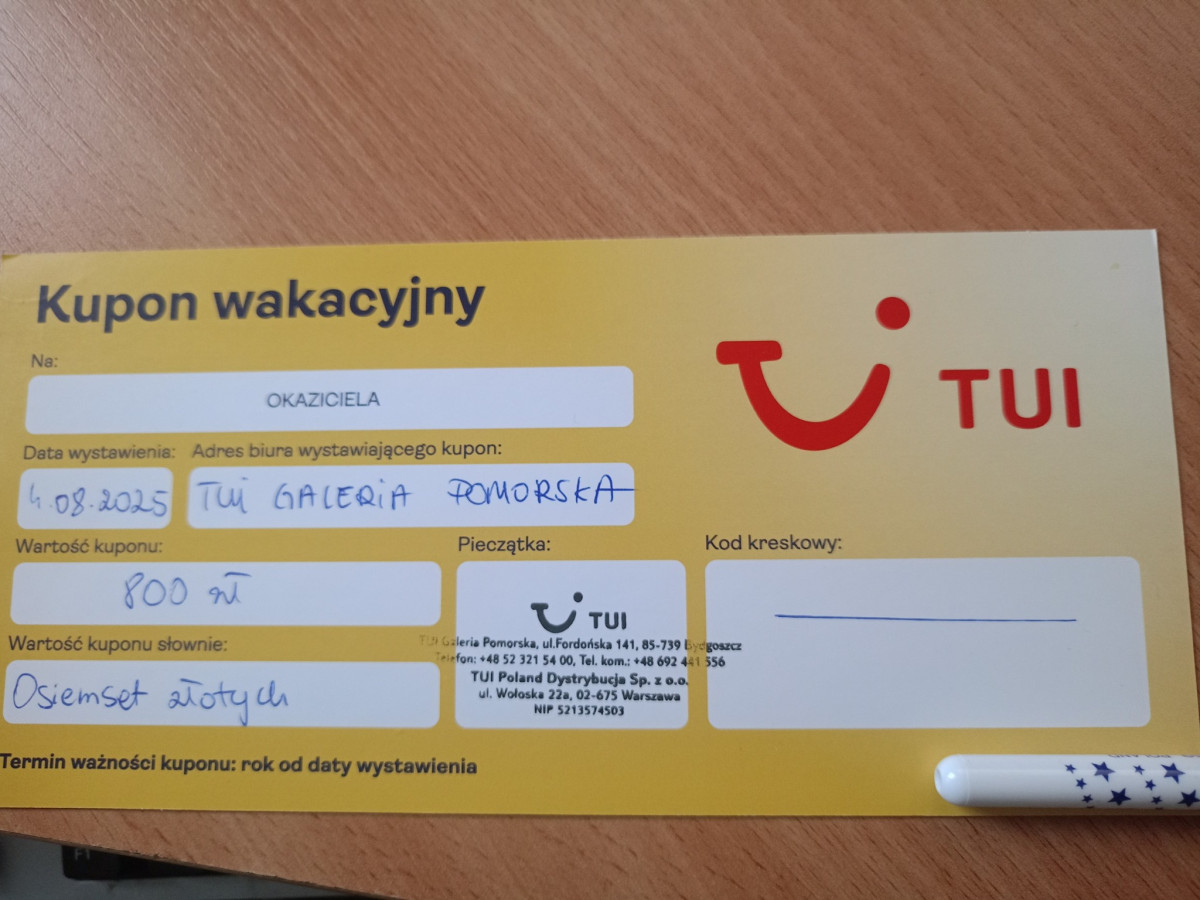 Kupon wakacyjny
TUI
Na:
OKAZICIELA
Data wystawienia: Adres biura wystawiającego kupon:
4.08.2025 TUI GALERIA POMORSKA
Wartość kuponu: Pieczątka: Kod kreskowy:
800 zł
TUI
Wartość kuponu słownie:
TUI Galeria Pomorska, ul.Fordońska 141, 85-739 Bydgoszcz
Telefon: +48 52 321 54 00, Tel. kom.: +48 692 441 556
TUI Poland Dystrybucja Sp. z o.o.
ul. Wołoska 22a, 02-675 Warszawa
NIP 5213574503
Osiemset złotych
Termin ważności kuponu: rok od daty wystawienia